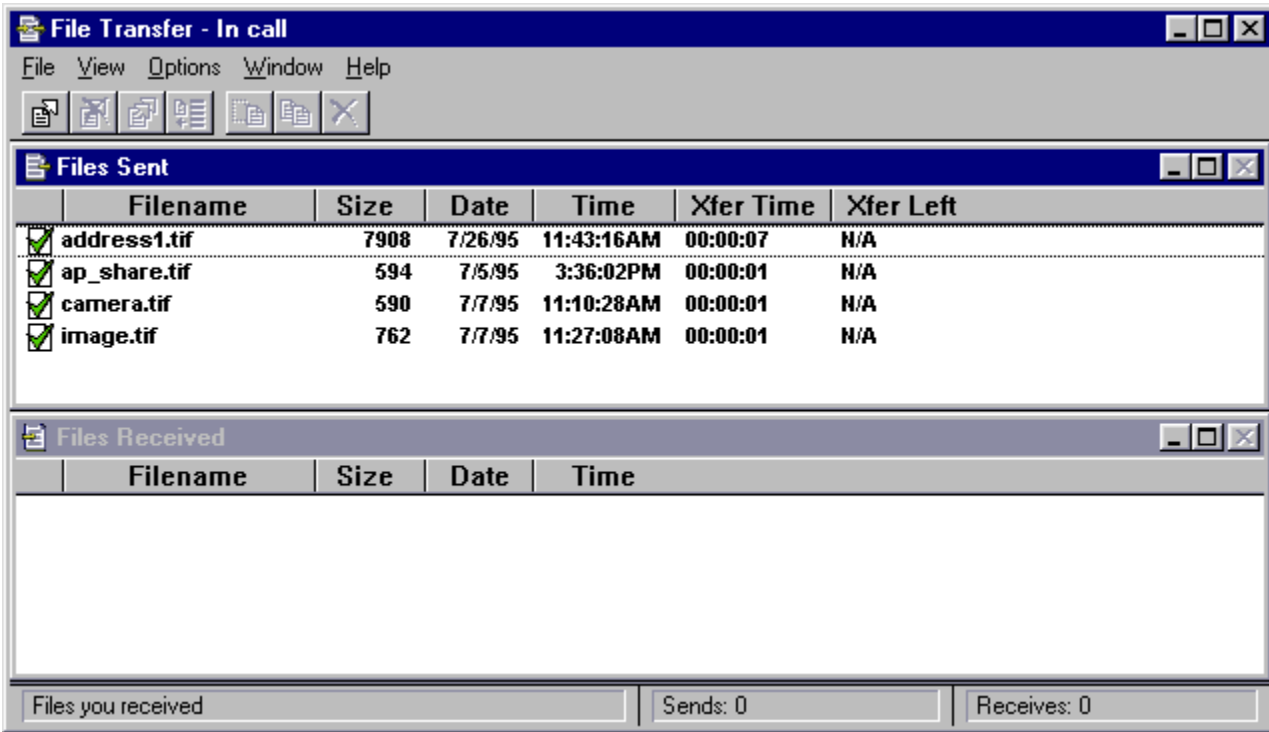 File Transfer - In call
File View Options Window Help
Files Sent
Filename Size Date Time Xfer Time Xfer Left
address1.tif 7908 7/26/95 11:43:16AM 00:00:07 N/A
ap_share.tif 594 7/5/95 3:36:02PM 00:00:01 N/A
camera.tif 590 7/7/95 11:10:28AM 00:00:01 N/A
image.tif 762 7/7/95 11:27:08AM 00:00:01 N/A
Files Received
Filename Size Date Time
Files you received Sends: 0 Receives: 0